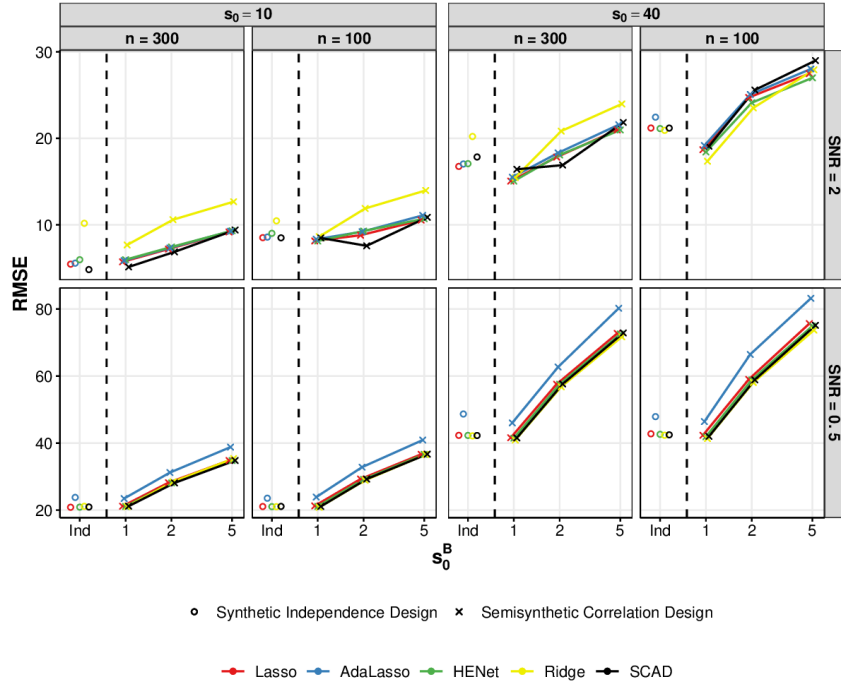 s₀ = 10 s₀ = 40
n = 300 n = 100 n = 300 n = 100
30
20
10
SNR = 2
RMSE
80
60
40
20
SNR = 0.5
Ind 1 2 5 Ind 1 2 5 Ind 1 2 5 Ind 1 2 5
s₀ᴮ
Synthetic Independence Design Semisynthetic Correlation Design
Lasso AdaLasso HENet Ridge SCAD